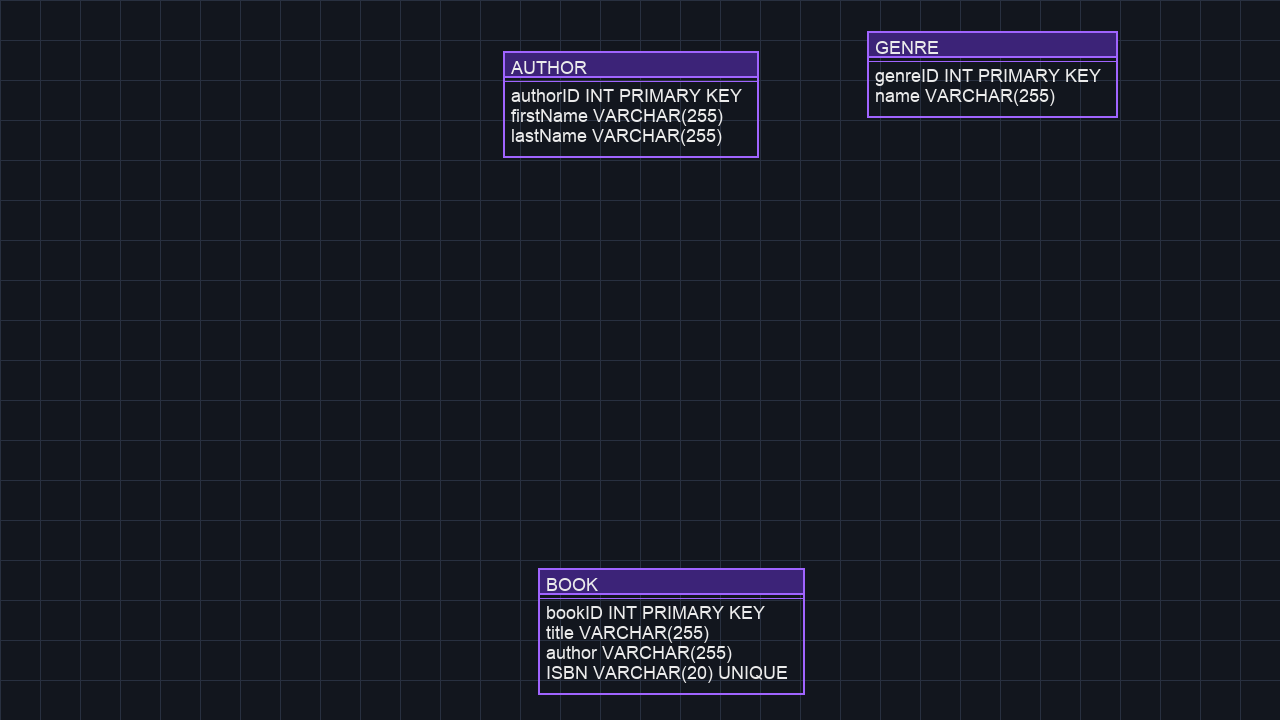 AUTHOR
authorID INT PRIMARY KEY
firstName VARCHAR(255)
lastName VARCHAR(255)
GENRE
genreID INT PRIMARY KEY
name VARCHAR(255)
BOOK
bookID INT PRIMARY KEY
title VARCHAR(255)
author VARCHAR(255)
ISBN VARCHAR(20) UNIQUE